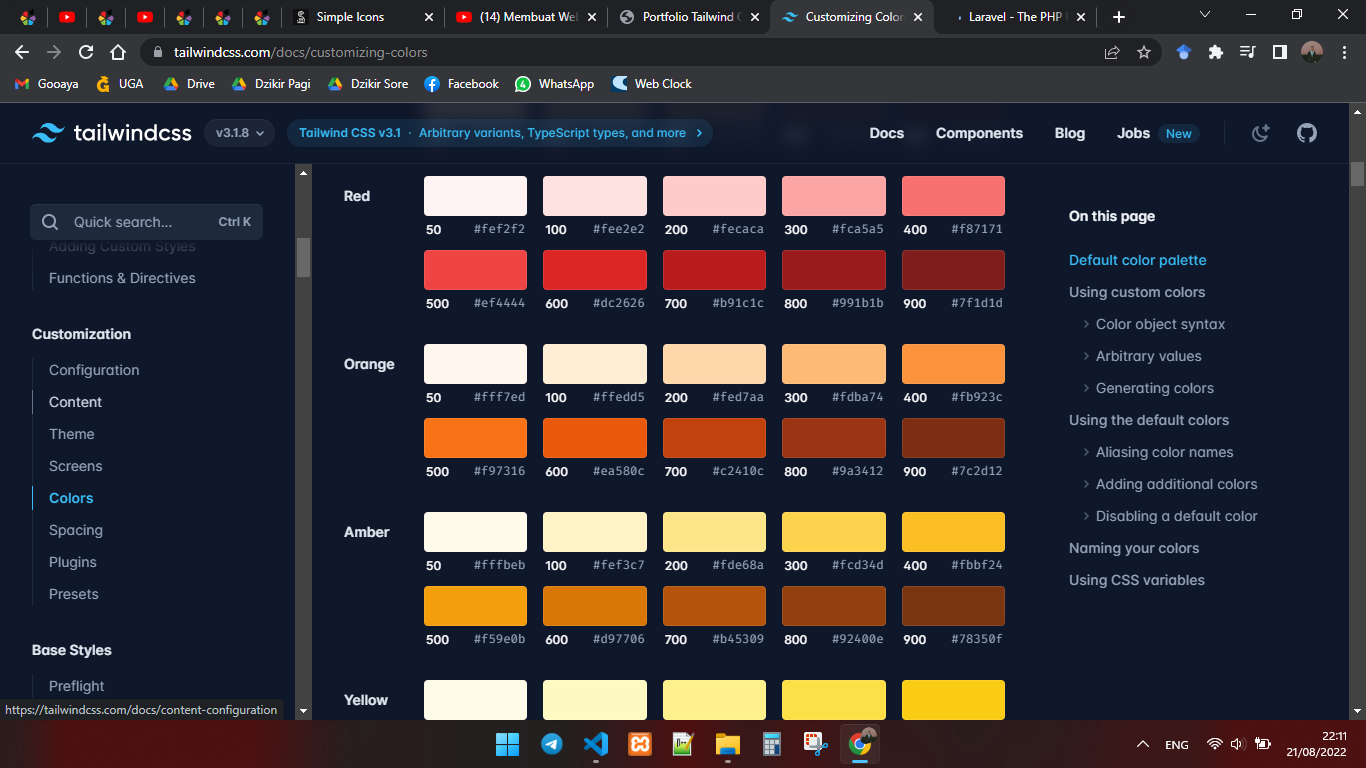 Simple Icons
(14) Membuat We
Portfolio Tailwind
Customizing Color
Laravel - The PHP
tailwindcss.com/docs/customizing-colors
Gooaya
UGA
Drive
Dzikir Pagi
Dzikir Sore
Facebook
WhatsApp
Web Clock
tailwindcss
v3.1.8
Tailwind CSS v3.1 · Arbitrary variants, TypeScript types, and more
Docs
Components
Blog
Jobs
New
Quick search...
Ctrl K
Adding Custom Styles
Functions & Directives
Customization
Configuration
Content
Theme
Screens
Colors
Spacing
Plugins
Presets
Base Styles
Preflight
https://tailwindcss.com/docs/content-configuration
Red
50 #fef2f2
100 #fee2e2
200 #fecaca
300 #fca5a5
400 #f87171
500 #ef4444
600 #dc2626
700 #b91c1c
800 #991b1b
900 #7f1d1d
Orange
50 #fff7ed
100 #ffedd5
200 #fed7aa
300 #fdba74
400 #fb923c
500 #f97316
600 #ea580c
700 #c2410c
800 #9a3412
900 #7c2d12
Amber
50 #fffbeb
100 #fef3c7
200 #fde68a
300 #fcd34d
400 #fbbf24
500 #f59e0b
600 #d97706
700 #b45309
800 #92400e
900 #78350f
Yellow
On this page
Default color palette
Using custom colors
Color object syntax
Arbitrary values
Generating colors
Using the default colors
Aliasing color names
Adding additional colors
Disabling a default color
Naming your colors
Using CSS variables
ENG
22:11
21/08/2022